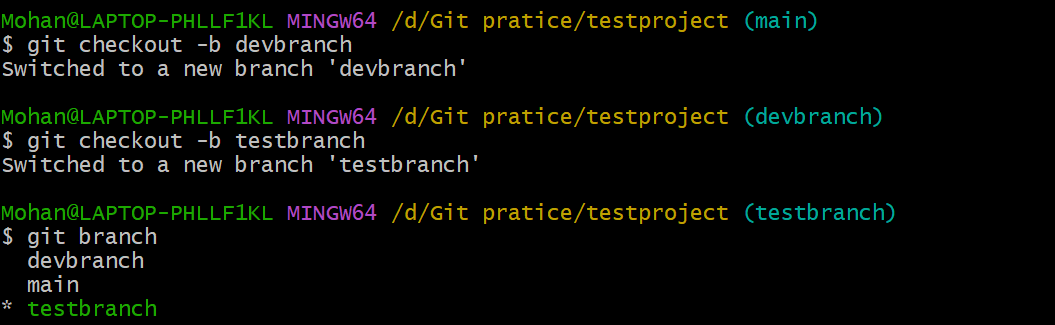 Mohan@LAPTOP-PHLLF1KL MINGW64 /d/Git pratice/testproject (main)
$ git checkout -b devbranch
Switched to a new branch 'devbranch'
Mohan@LAPTOP-PHLLF1KL MINGW64 /d/Git pratice/testproject (devbranch)
$ git checkout -b testbranch
Switched to a new branch 'testbranch'
Mohan@LAPTOP-PHLLF1KL MINGW64 /d/Git pratice/testproject (testbranch)
$ git branch
  devbranch
  main
* testbranch